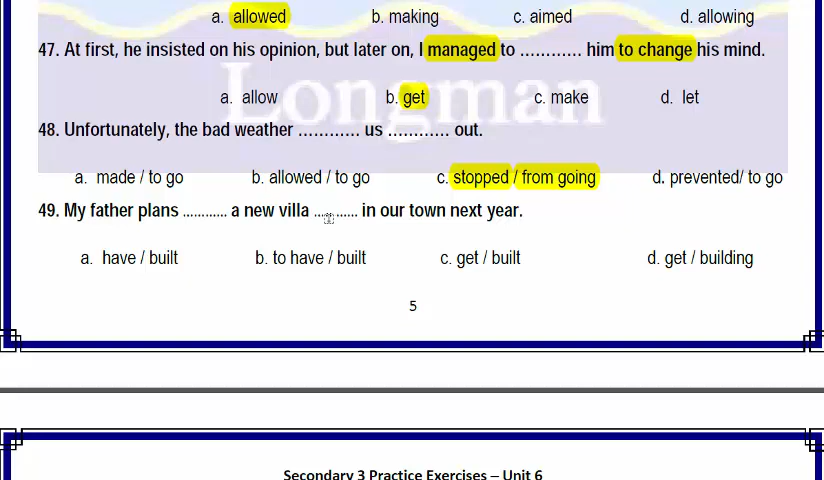 a. allowed b. making c. aimed d. allowing
47. At first, he insisted on his opinion, but later on, I managed to ………… him to change his mind.
a. allow b. get c. make d. let
48. Unfortunately, the bad weather ………… us ………… out.
a. made / to go b. allowed / to go c. stopped / from going d. prevented/ to go
49. My father plans ………… a new villa ………… in our town next year.
a. have / built b. to have / built c. get / built d. get / building
5
Secondary 3 Practice Exercises – Unit 6
Longman